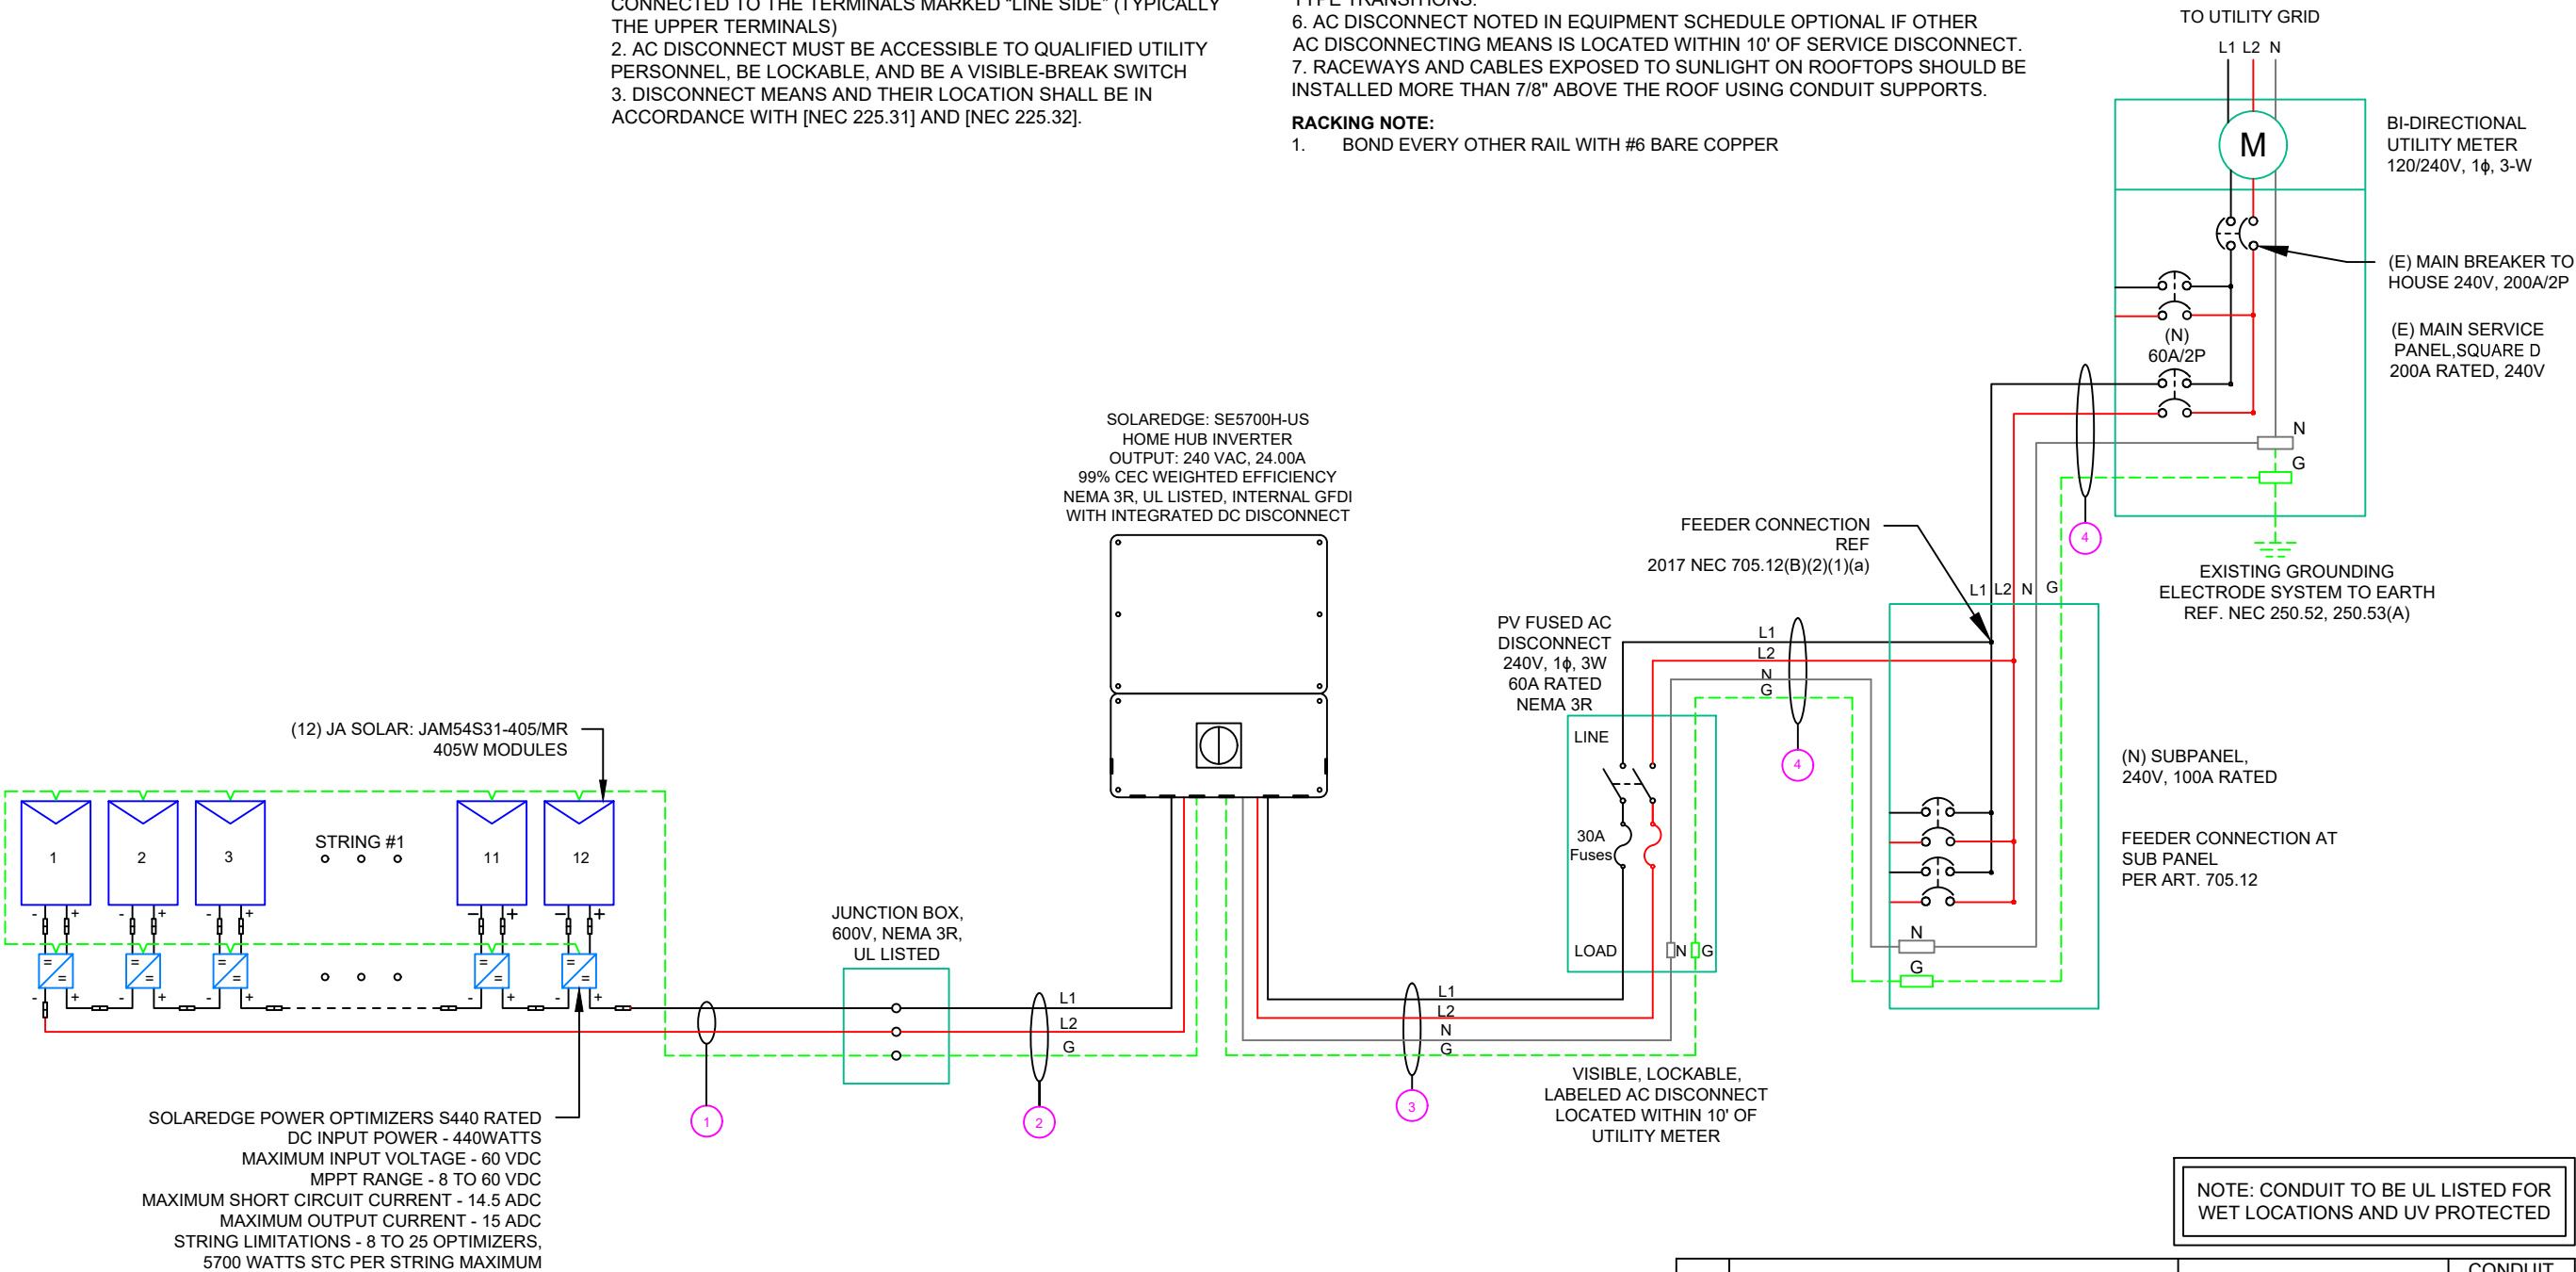 CONNECTED TO THE TERMINALS MARKED "LINE SIDE" (TYPICALLY
THE UPPER TERMINALS)
2. AC DISCONNECT MUST BE ACCESSIBLE TO QUALIFIED UTILITY
PERSONNEL, BE LOCKABLE, AND BE A VISIBLE-BREAK SWITCH
3. DISCONNECT MEANS AND THEIR LOCATION SHALL BE IN
ACCORDANCE WITH [NEC 225.31] AND [NEC 225.32].
TYPE TRANSITIONS.
6. AC DISCONNECT NOTED IN EQUIPMENT SCHEDULE OPTIONAL IF OTHER
AC DISCONNECTING MEANS IS LOCATED WITHIN 10' OF SERVICE DISCONNECT.
7. RACEWAYS AND CABLES EXPOSED TO SUNLIGHT ON ROOFTOPS SHOULD BE
INSTALLED MORE THAN 7/8" ABOVE THE ROOF USING CONDUIT SUPPORTS.
RACKING NOTE:
1. BOND EVERY OTHER RAIL WITH #6 BARE COPPER
TO UTILITY GRID
L1 L2 N
M
BI-DIRECTIONAL
UTILITY METER
120/240V, 1ϕ, 3-W
(E) MAIN BREAKER TO
HOUSE 240V, 200A/2P
(E) MAIN SERVICE
PANEL,SQUARE D
200A RATED, 240V
(N)
60A/2P
N
G
4
EXISTING GROUNDING
ELECTRODE SYSTEM TO EARTH
REF. NEC 250.52, 250.53(A)
SOLAREDGE: SE5700H-US
HOME HUB INVERTER
OUTPUT: 240 VAC, 24.00A
99% CEC WEIGHTED EFFICIENCY
NEMA 3R, UL LISTED, INTERNAL GFDI
WITH INTEGRATED DC DISCONNECT
FEEDER CONNECTION
REF
2017 NEC 705.12(B)(2)(1)(a)
L1 L2 N G
PV FUSED AC
DISCONNECT
240V, 1ϕ, 3W
60A RATED
NEMA 3R
L1
L2
N
G
4
LINE
30A
Fuses
LOAD
N G
(N) SUBPANEL,
240V, 100A RATED
FEEDER CONNECTION AT
SUB PANEL
PER ART. 705.12
N
G
(12) JA SOLAR: JAM54S31-405/MR
405W MODULES
STRING #1
1
2
3
11
12
- + - + - + - + - +
= = = = = = = = = =
- + - + - + - + - +
JUNCTION BOX,
600V, NEMA 3R,
UL LISTED
L1
L2
G
1
2
L1
L2
N
G
3
VISIBLE, LOCKABLE,
LABELED AC DISCONNECT
LOCATED WITHIN 10' OF
UTILITY METER
SOLAREDGE POWER OPTIMIZERS S440 RATED
DC INPUT POWER - 440WATTS
MAXIMUM INPUT VOLTAGE - 60 VDC
MPPT RANGE - 8 TO 60 VDC
MAXIMUM SHORT CIRCUIT CURRENT - 14.5 ADC
MAXIMUM OUTPUT CURRENT - 15 ADC
STRING LIMITATIONS - 8 TO 25 OPTIMIZERS,
5700 WATTS STC PER STRING MAXIMUM
NOTE: CONDUIT TO BE UL LISTED FOR
WET LOCATIONS AND UV PROTECTED
CONDUIT